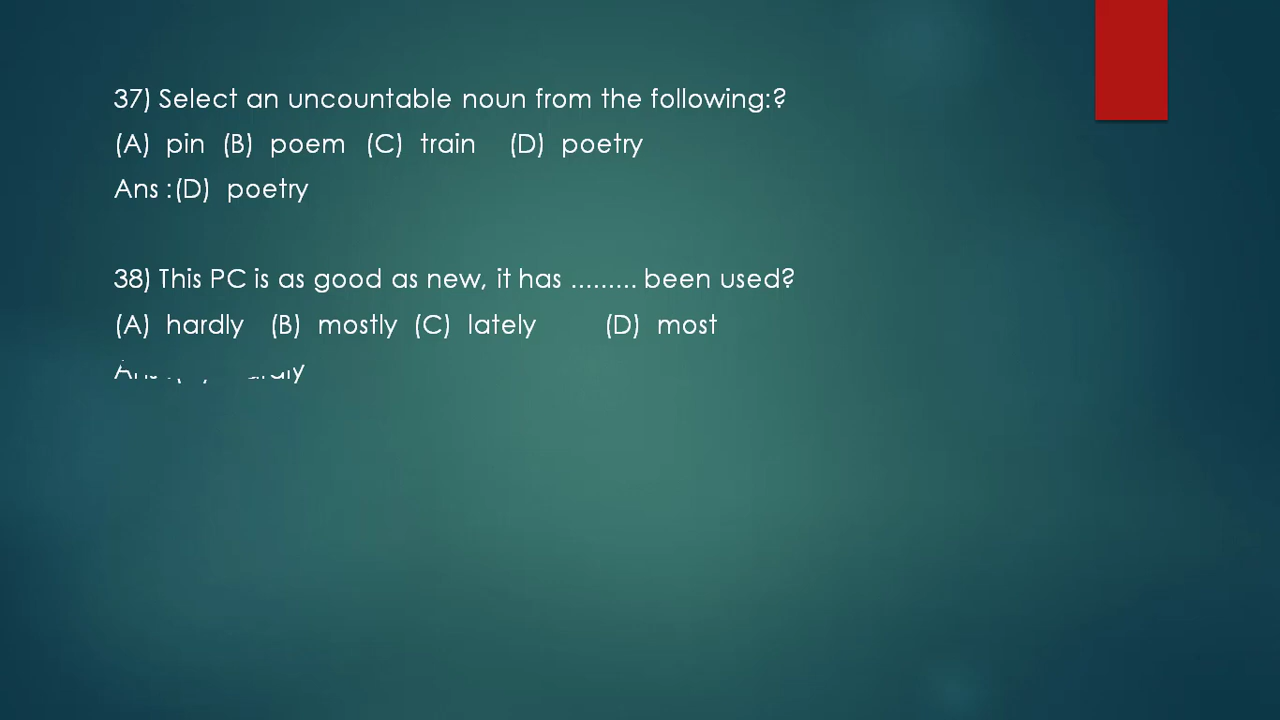 37) Select an uncountable noun from the following:?
(A) pin (B) poem (C) train (D) poetry
Ans :(D) poetry
38) This PC is as good as new, it has ......... been used?
(A) hardly (B) mostly (C) lately (D) most